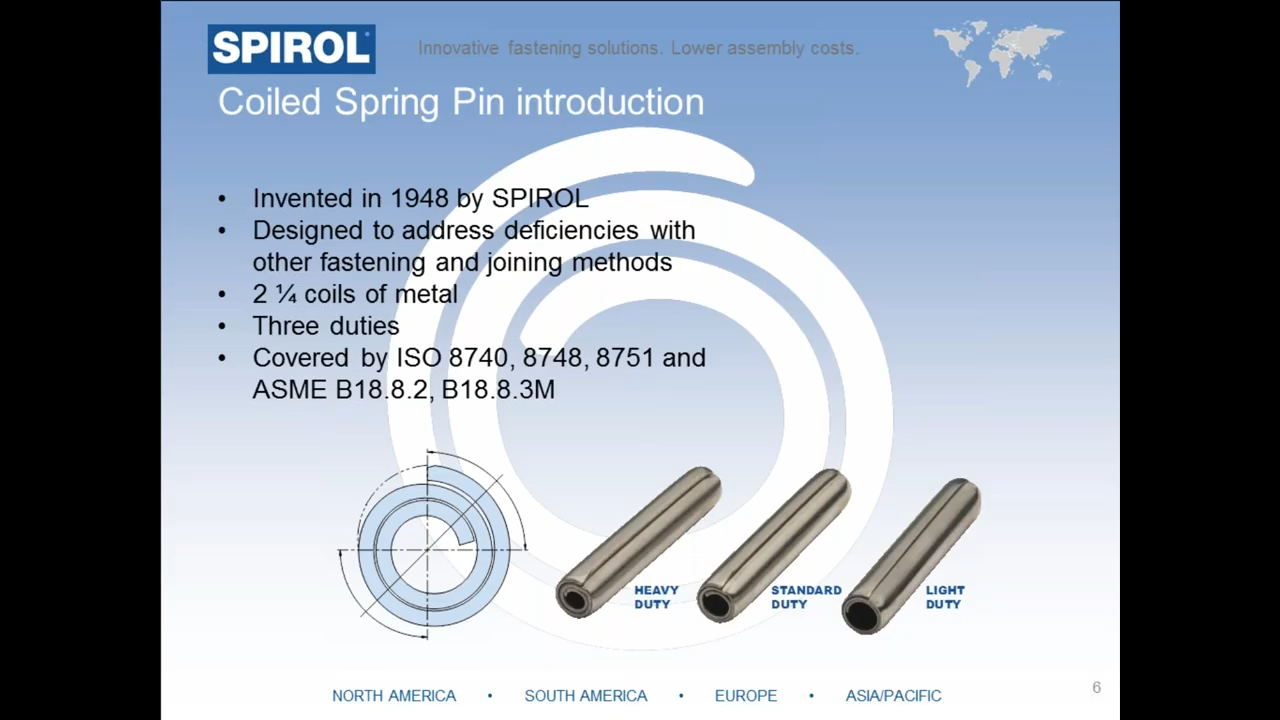 SPIROL
Innovative fastening solutions. Lower assembly costs.
Coiled Spring Pin introduction
• Invented in 1948 by SPIROL
• Designed to address deficiencies with
other fastening and joining methods
• 2 ¼ coils of metal
• Three duties
• Covered by ISO 8740, 8748, 8751 and
ASME B18.8.2, B18.8.3M
HEAVY
DUTY
STANDARD
DUTY
LIGHT
DUTY
NORTH AMERICA • SOUTH AMERICA • EUROPE • ASIA/PACIFIC
6